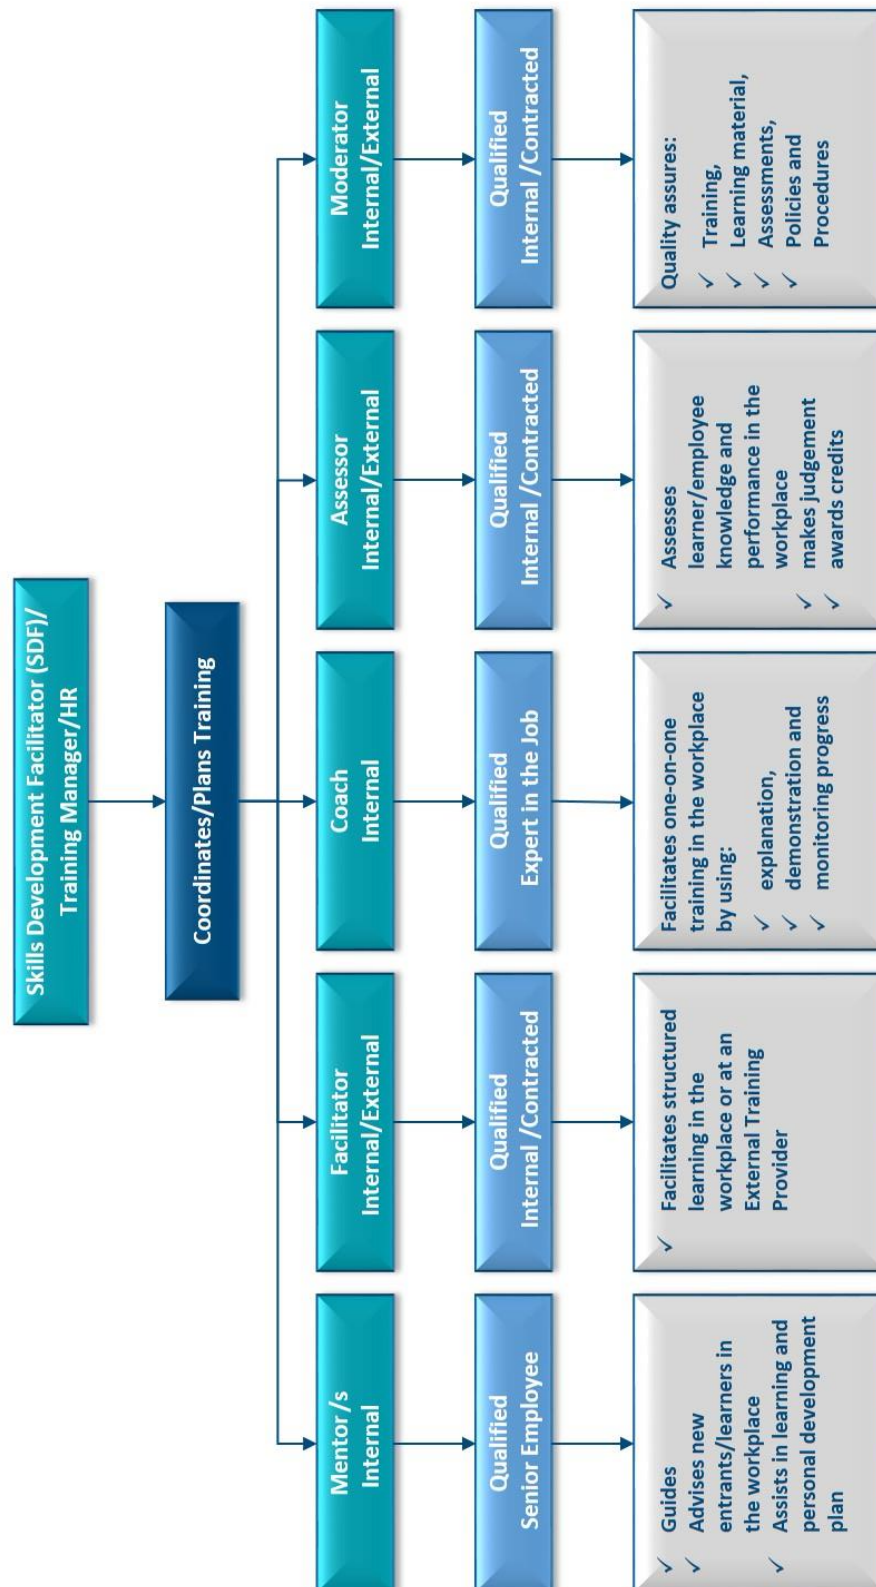 Skills Development Facilitator (SDF)/
Training Manager/HR
Coordinates/Plans Training
Mentor/s
Internal
Qualified
Senior Employee
✓ Guides
✓ Advises new
entrants/learners in
the workplace
✓ Assists in learning and
personal development
plan
Facilitator
Internal/External
Qualified
Internal /Contracted
✓ Facilitates structured
learning in the
workplace or at an
External Training
Provider
Coach
Internal
Qualified
Expert in the Job
Facilitates one-on-one
training in the workplace
by using:
✓ explanation,
✓ demonstration and
✓ monitoring progress
Assessor
Internal/External
Qualified
Internal /Contracted
✓ Assesses
learner/employee
knowledge and
performance in the
workplace
✓ makes judgement
✓ awards credits
Moderator
Internal/External
Qualified
Internal /Contracted
Quality assures:
✓ Training,
✓ Learning material,
✓ Assessments,
✓ Policies and
Procedures